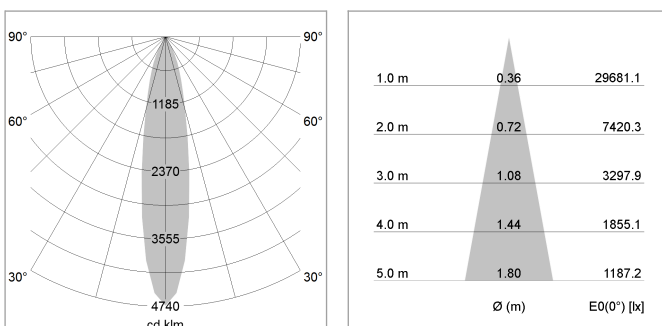 90° 90°
1185
60° 60°
2370
3555
30° 30°
4740
cd klm
1.0 m 0.36 29681.1
2.0 m 0.72 7420.3
3.0 m 1.08 3297.9
4.0 m 1.44 1855.1
5.0 m 1.80 1187.2
Ø (m) E0(0°) [lx]